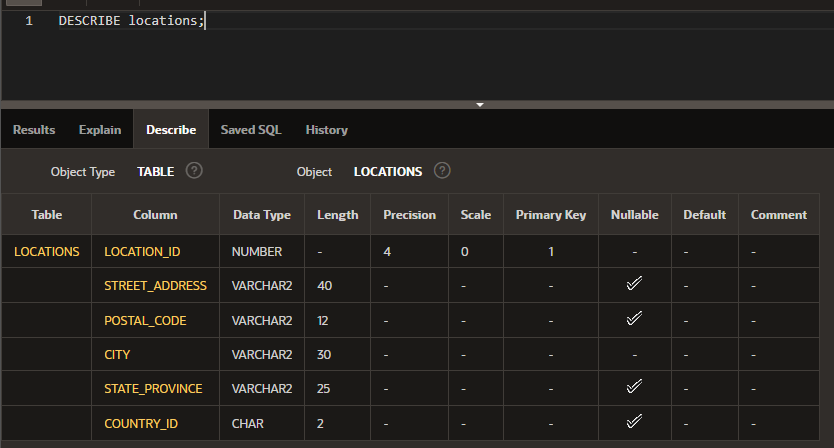 1 DESCRIBE locations;
Results Explain Describe Saved SQL History
Object Type TABLE ? Object LOCATIONS ?
Table Column Data Type Length Precision Scale Primary Key Nullable Default Comment
LOCATIONS LOCATION_ID NUMBER - 4 0 1 - - -
STREET_ADDRESS VARCHAR2 40 - - - ✓ - -
POSTAL_CODE VARCHAR2 12 - - - ✓ - -
CITY VARCHAR2 30 - - - - - -
STATE_PROVINCE VARCHAR2 25 - - - ✓ - -
COUNTRY_ID CHAR 2 - - - ✓ - -